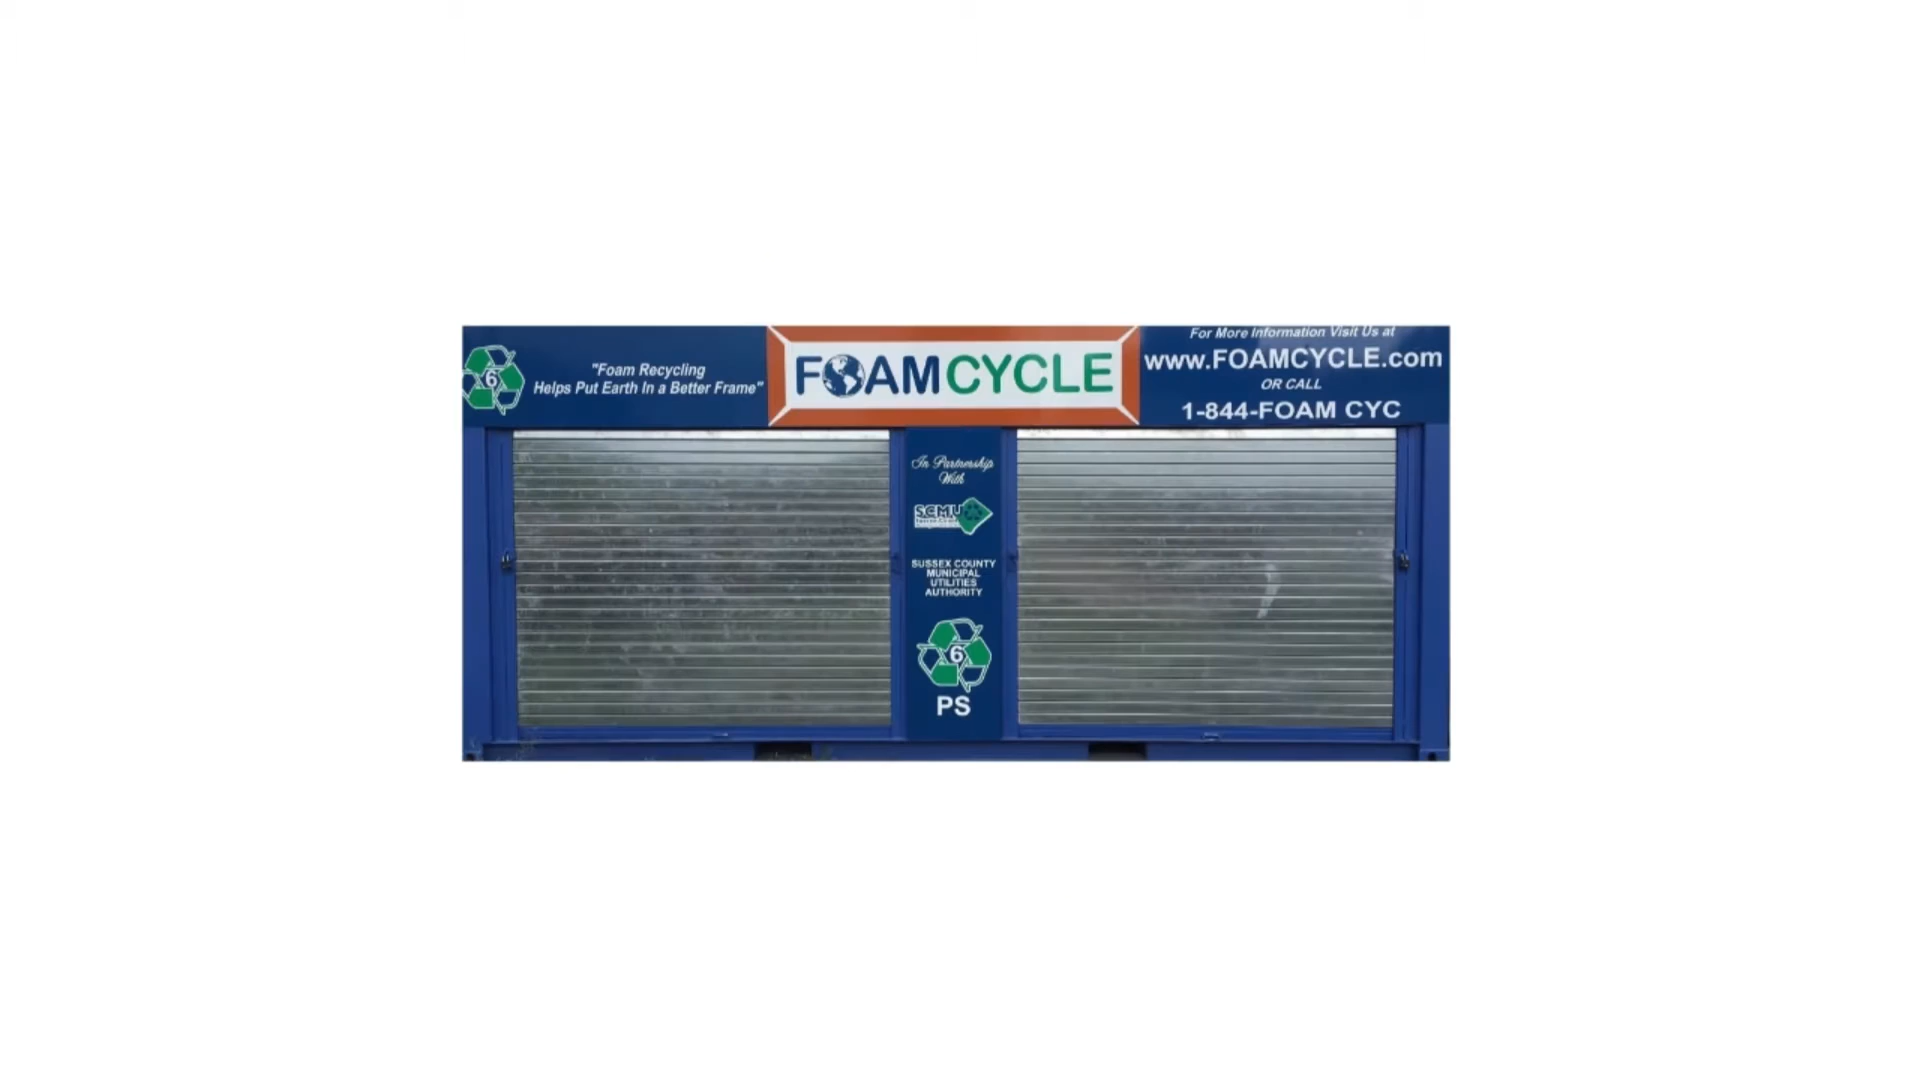 6
"Foam Recycling
Helps Put Earth In a Better Frame"
FOAMCYCLE
For More Information Visit Us at
www.FOAMCYCLE.com
OR CALL
1-844-FOAM CYC
In Partnership
With
SCMU
SUSSEX COUNTY
MUNICIPAL
UTILITIES
AUTHORITY
6
PS